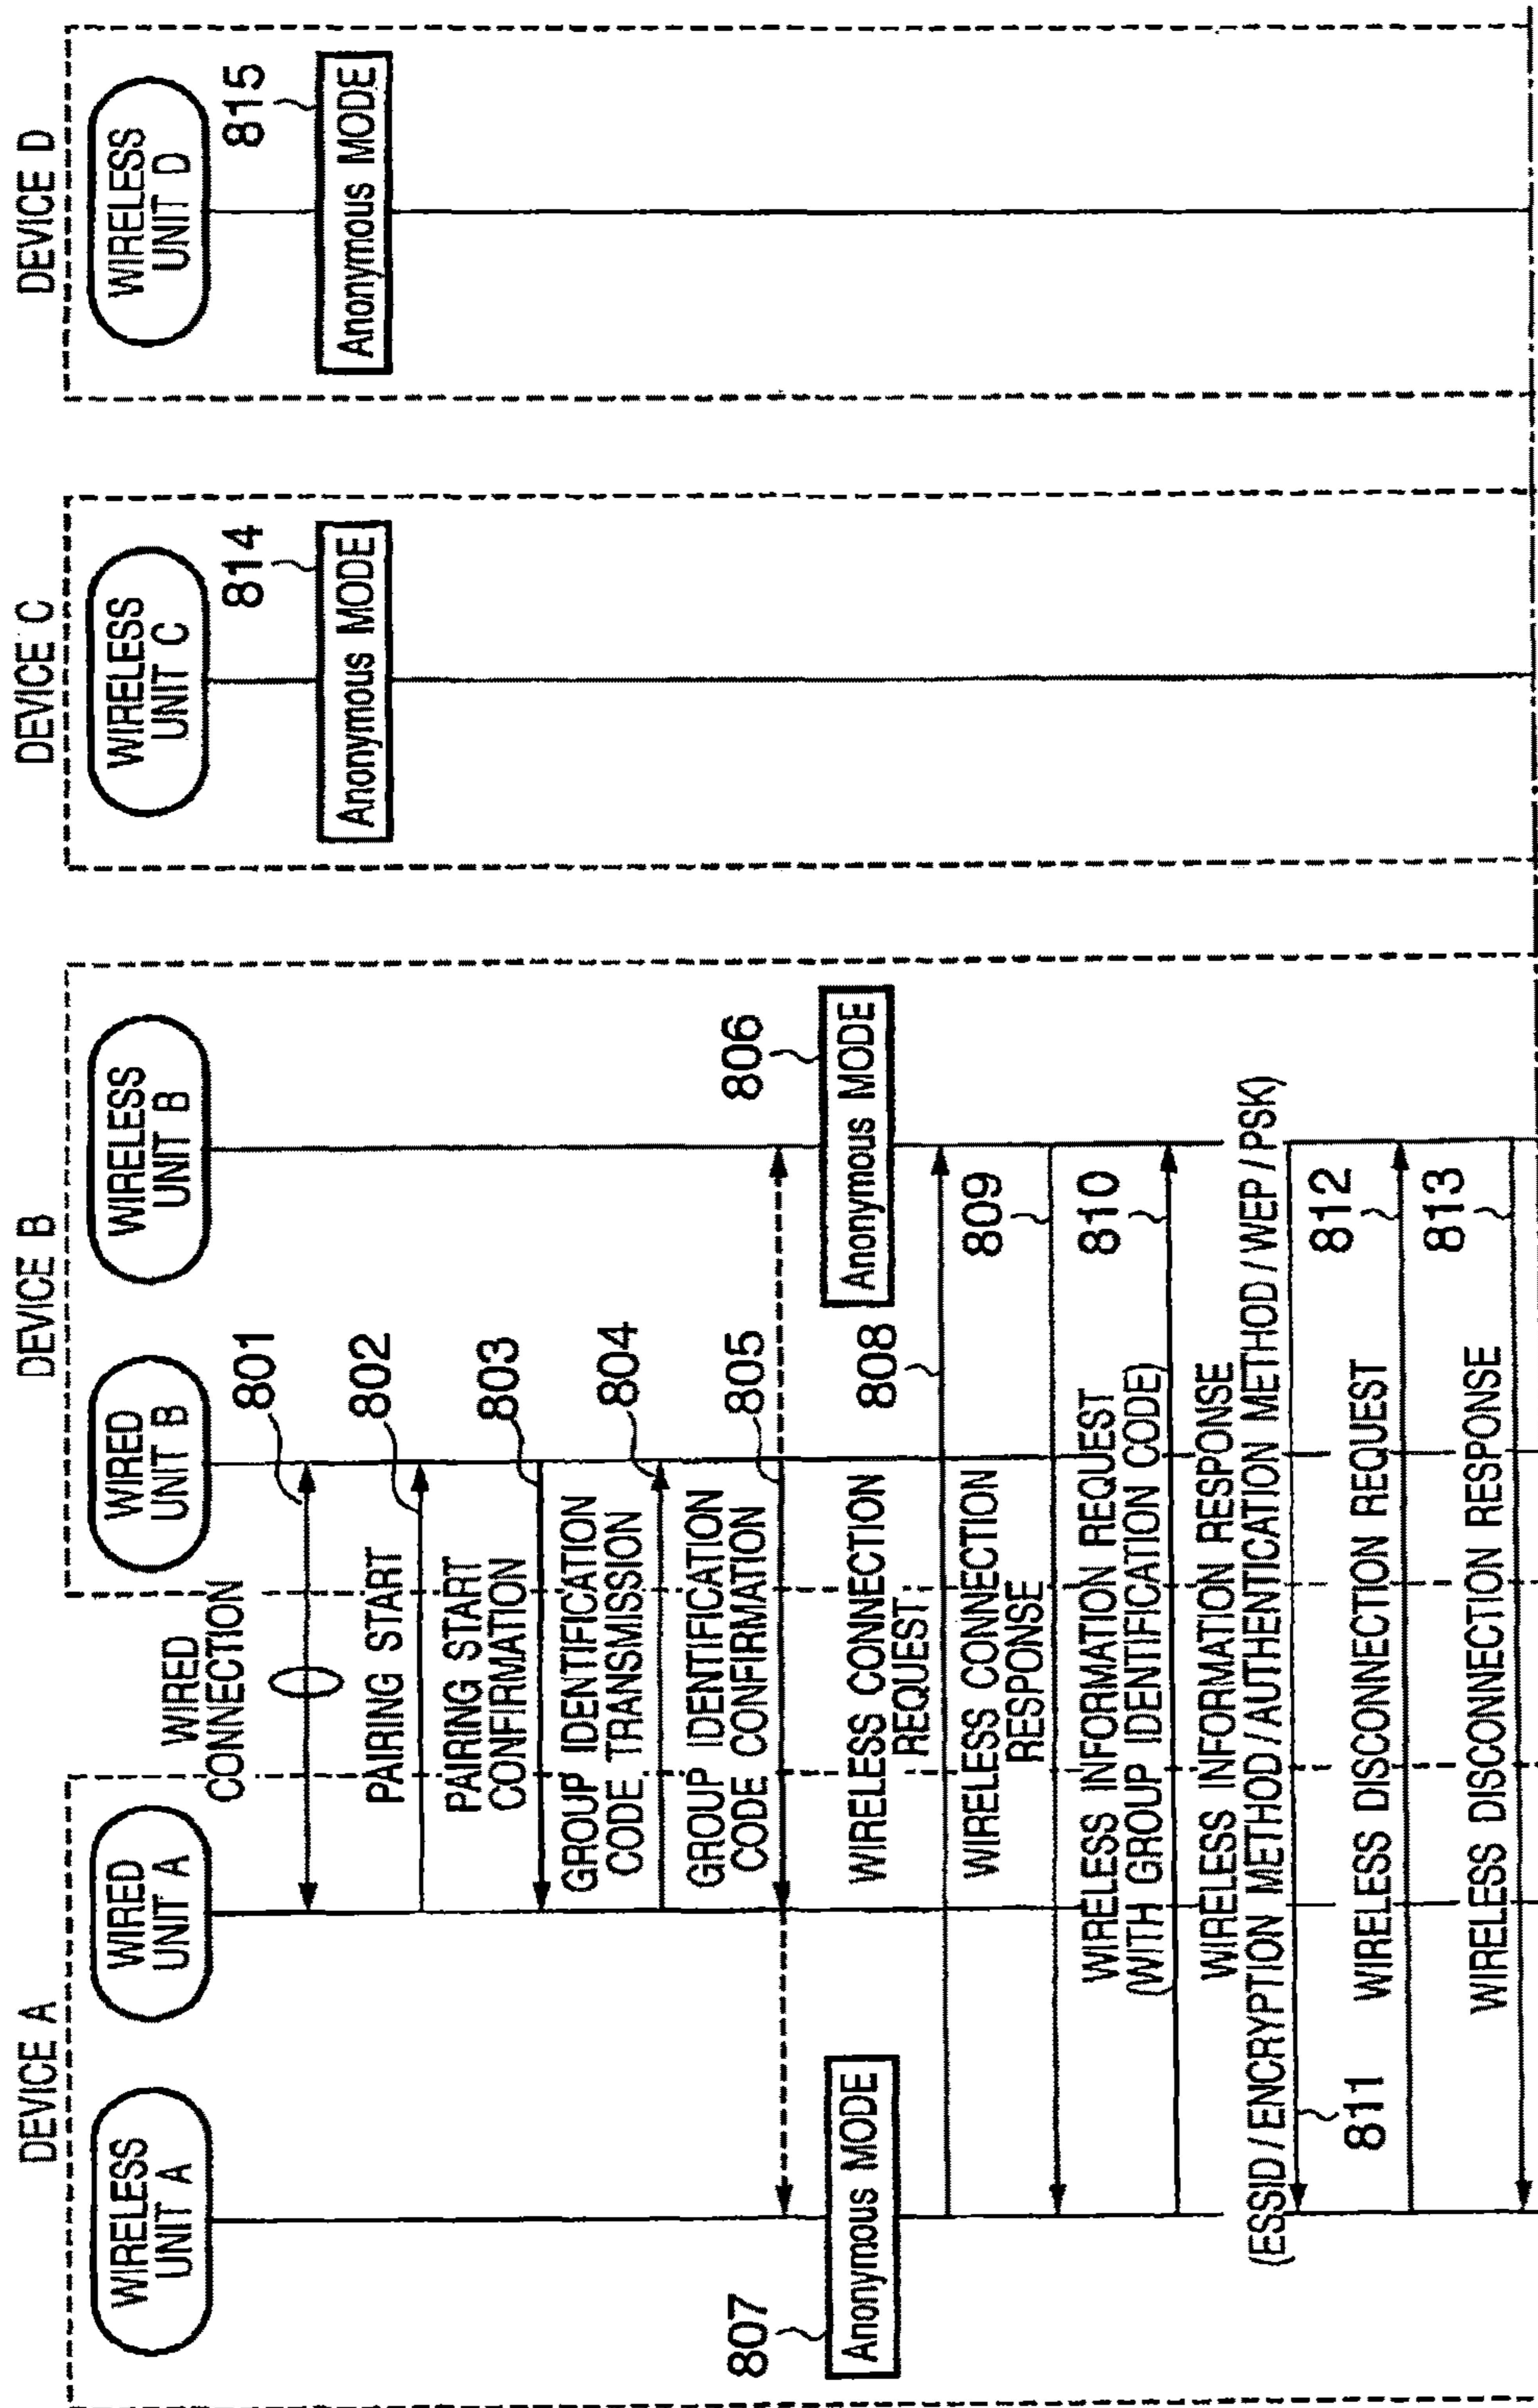 DEVICE A
DEVICE B
DEVICE C
DEVICE D
WIRELESS
UNIT A
WIRED
UNIT A
WIRED
UNIT B
WIRELESS
UNIT B
WIRELESS
UNIT C
WIRELESS
UNIT D
WIRED
CONNECTION
801
814
Anonymous MODE
815
Anonymous MODE
PAIRING START
802
PAIRING START
CONFIRMATION
803
GROUP IDENTIFICATION
CODE TRANSMISSION
804
GROUP IDENTIFICATION
CODE CONFIRMATION
805
807
Anonymous MODE
806
Anonymous MODE
WIRELESS CONNECTION
REQUEST
808
WIRELESS CONNECTION
RESPONSE
809
WIRELESS INFORMATION REQUEST
(WITH GROUP IDENTIFICATION CODE)
810
WIRELESS INFORMATION RESPONSE
(ESSID / ENCRYPTION METHOD / AUTHENTICATION METHOD / WEP / PSK)
811
WIRELESS DISCONNECTION REQUEST
812
WIRELESS DISCONNECTION RESPONSE
813